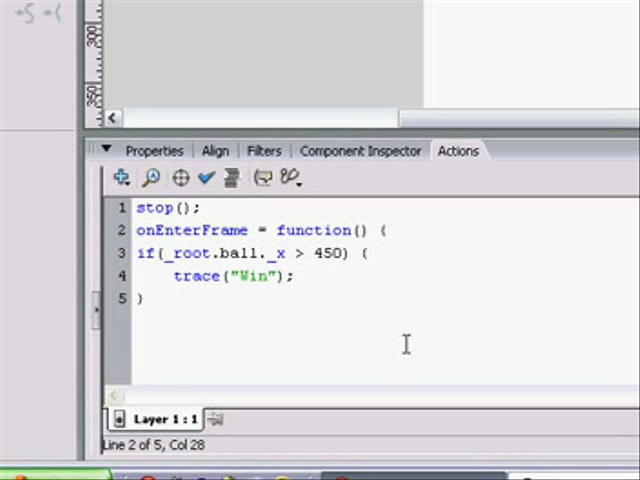 300
350
Properties Align Filters Component Inspector Actions
1 stop();
2 onEnterFrame = function() {
3 if(_root.ball._x > 450) {
4 trace("Win");
5 }
Layer 1 : 1
Line 2 of 5, Col 28